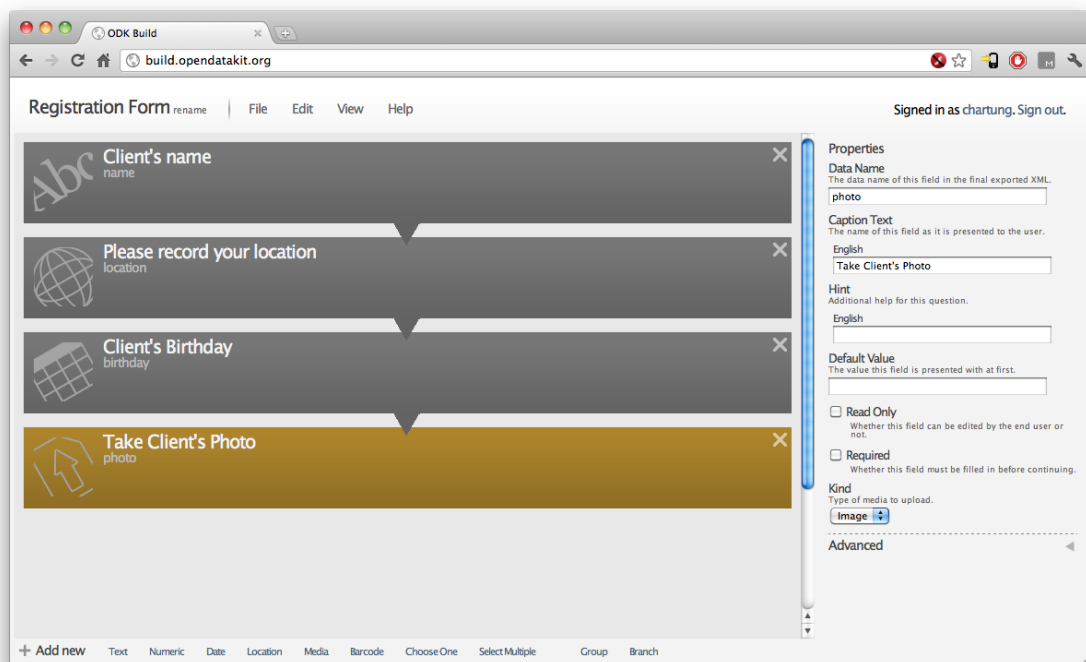 ODK Build
build.opendatakit.org
Registration Form rename File Edit View Help
Signed in as chartung. Sign out.
Abc
Client's name
name
Please record your location
location
Client's Birthday
birthday
Take Client's Photo
photo
Properties
Data Name
The data name of this field in the final exported XML.
photo
Caption Text
The name of this field as it is presented to the user.
English
Take Client's Photo
Hint
Additional help for this question.
English
Default Value
The value this field is presented with at first.
Read Only
Whether this field can be edited by the end user or
not.
Required
Whether this field must be filled in before continuing.
Kind
Type of media to upload.
Image
Advanced
Add new Text Numeric Date Location Media Barcode Choose One Select Multiple Group Branch